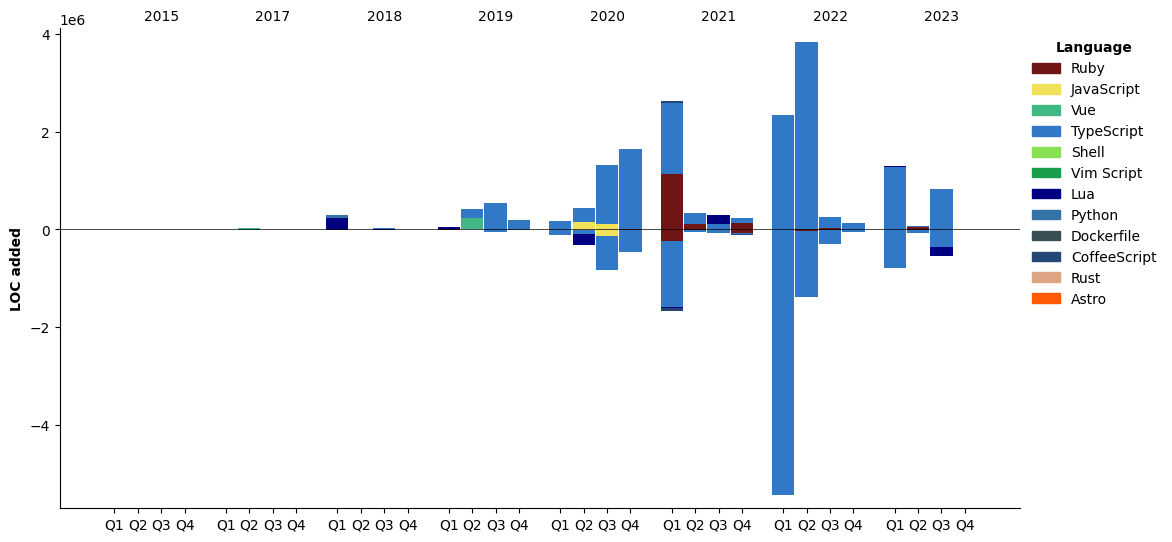 1e6 2015 2017 2018 2019 2020 2021 2022 2023
4
2
0
−2
−4
LOC added
Q1 Q2 Q3 Q4 Q1 Q2 Q3 Q4 Q1 Q2 Q3 Q4 Q1 Q2 Q3 Q4 Q1 Q2 Q3 Q4 Q1 Q2 Q3 Q4 Q1 Q2 Q3 Q4 Q1 Q2 Q3 Q4
Language
Ruby
JavaScript
Vue
TypeScript
Shell
Vim Script
Lua
Python
Dockerfile
CoffeeScript
Rust
Astro